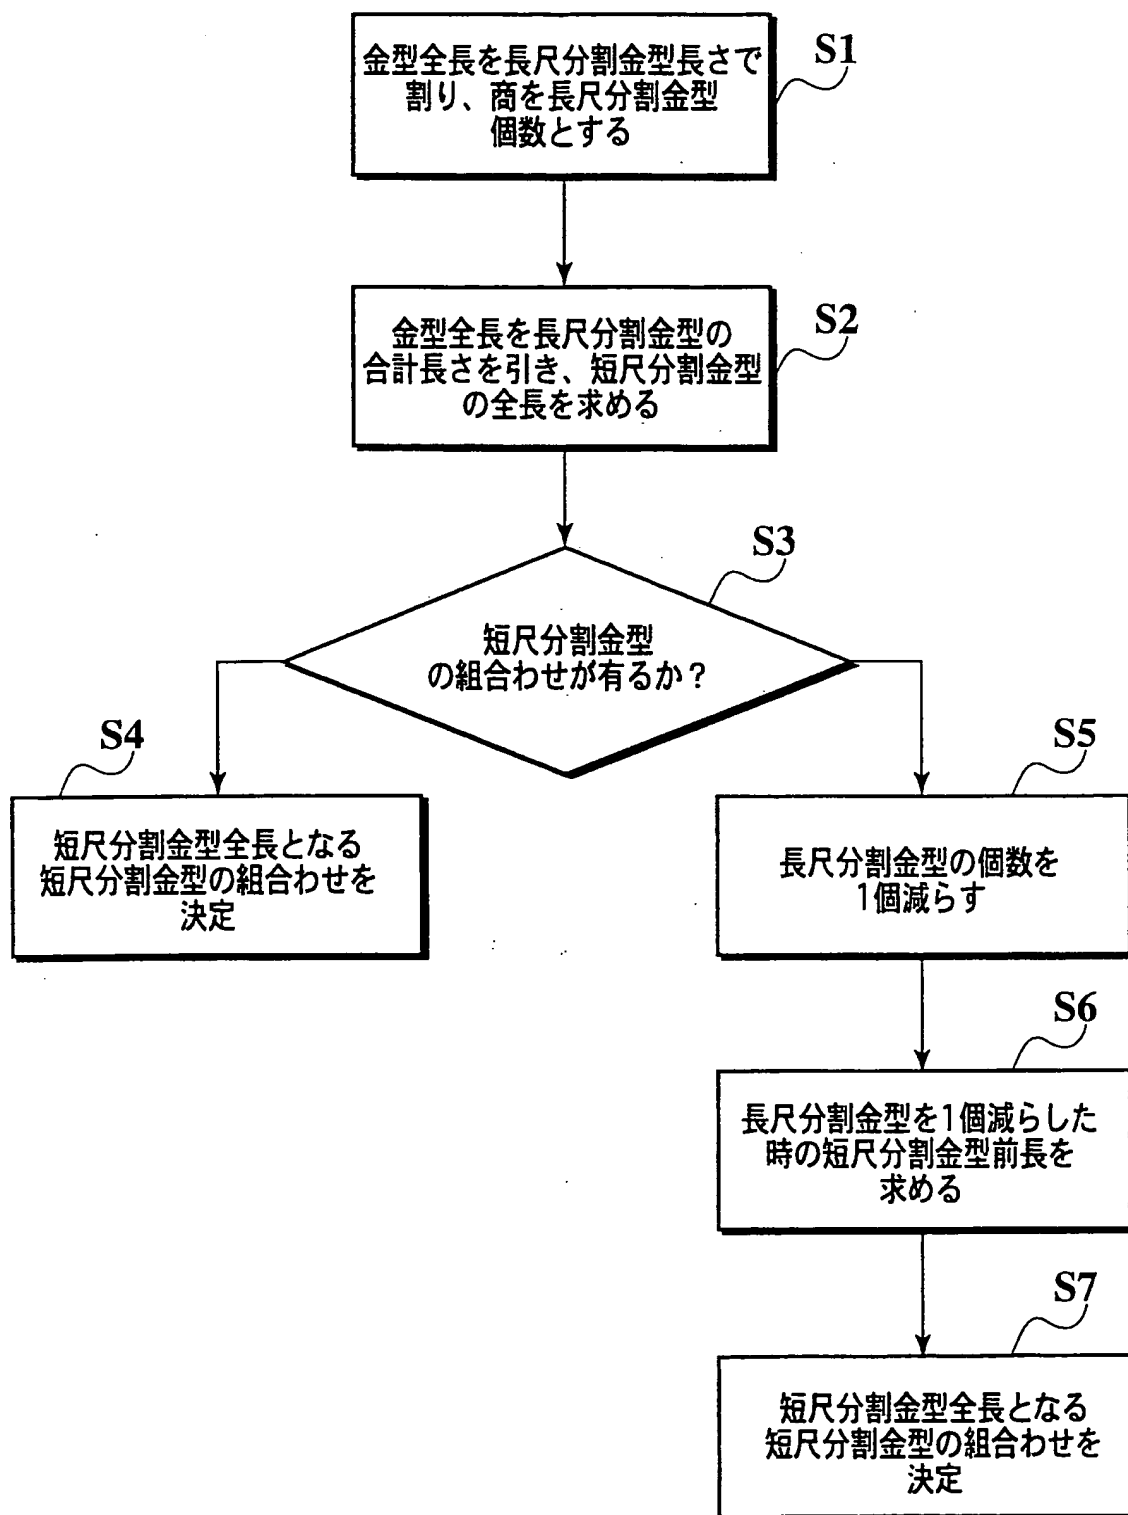 金型全長を長尺分割金型長さで
割り、商を長尺分割金型
個数とする
S1
金型全長を長尺分割金型の
合計長さを引き、短尺分割金型
の全長を求める
S2
短尺分割金型
の組合わせが有るか？
S3
S4
短尺分割金型全長となる
短尺分割金型の組合わせを
決定
S5
長尺分割金型の個数を
1個減らす
S6
長尺分割金型を1個減らした
時の短尺分割金型前長を
求める
S7
短尺分割金型全長となる
短尺分割金型の組合わせを
決定